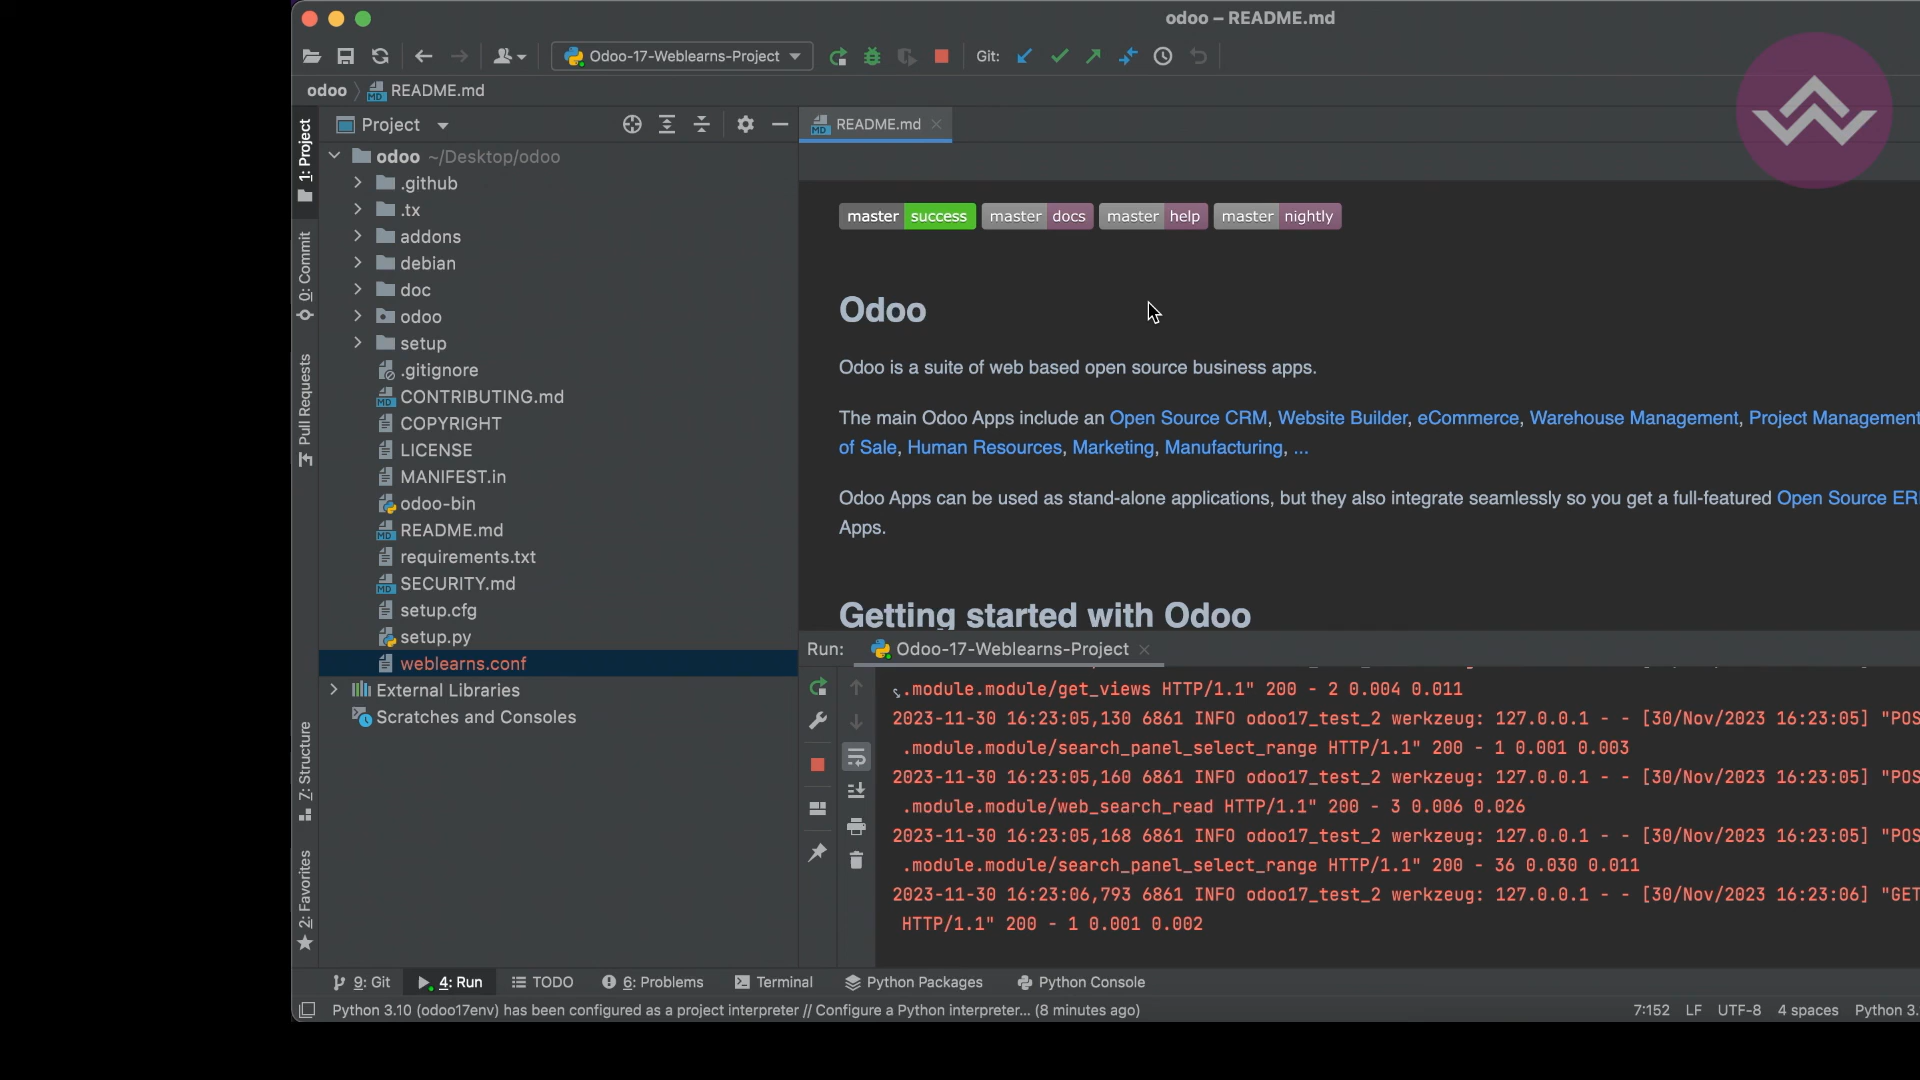 odoo – README.md
Odoo-17-Weblearns-Project Git:
odoo README.md
Project README.md
odoo ~/Desktop/odoo
.github
.tx
addons
debian
doc
odoo
setup
.gitignore
CONTRIBUTING.md
COPYRIGHT
LICENSE
MANIFEST.in
odoo-bin
README.md
requirements.txt
SECURITY.md
setup.cfg
setup.py
weblearns.conf
External Libraries
Scratches and Consoles
1: Project
0: Commit
Pull Requests
7: Structure
2: Favorites
master success master docs master help master nightly
Odoo
Odoo is a suite of web based open source business apps.
The main Odoo Apps include an Open Source CRM, Website Builder, eCommerce, Warehouse Management, Project Management
of Sale, Human Resources, Marketing, Manufacturing, ...
Odoo Apps can be used as stand-alone applications, but they also integrate seamlessly so you get a full-featured Open Source ER
Apps.
Getting started with Odoo
Run: Odoo-17-Weblearns-Project
.module.module/get_views HTTP/1.1" 200 - 2 0.004 0.011
2023-11-30 16:23:05,130 6861 INFO odoo17_test_2 werkzeug: 127.0.0.1 - - [30/Nov/2023 16:23:05] "POS
.module.module/search_panel_select_range HTTP/1.1" 200 - 1 0.001 0.003
2023-11-30 16:23:05,160 6861 INFO odoo17_test_2 werkzeug: 127.0.0.1 - - [30/Nov/2023 16:23:05] "POS
.module.module/web_search_read HTTP/1.1" 200 - 3 0.006 0.026
2023-11-30 16:23:05,168 6861 INFO odoo17_test_2 werkzeug: 127.0.0.1 - - [30/Nov/2023 16:23:05] "POS
.module.module/search_panel_select_range HTTP/1.1" 200 - 36 0.030 0.011
2023-11-30 16:23:06,793 6861 INFO odoo17_test_2 werkzeug: 127.0.0.1 - - [30/Nov/2023 16:23:06] "GET
HTTP/1.1" 200 - 1 0.001 0.002
9: Git 4: Run TODO 6: Problems Terminal Python Packages Python Console
Python 3.10 (odoo17env) has been configured as a project interpreter // Configure a Python interpreter... (8 minutes ago) 7:152 LF UTF-8 4 spaces Python 3.